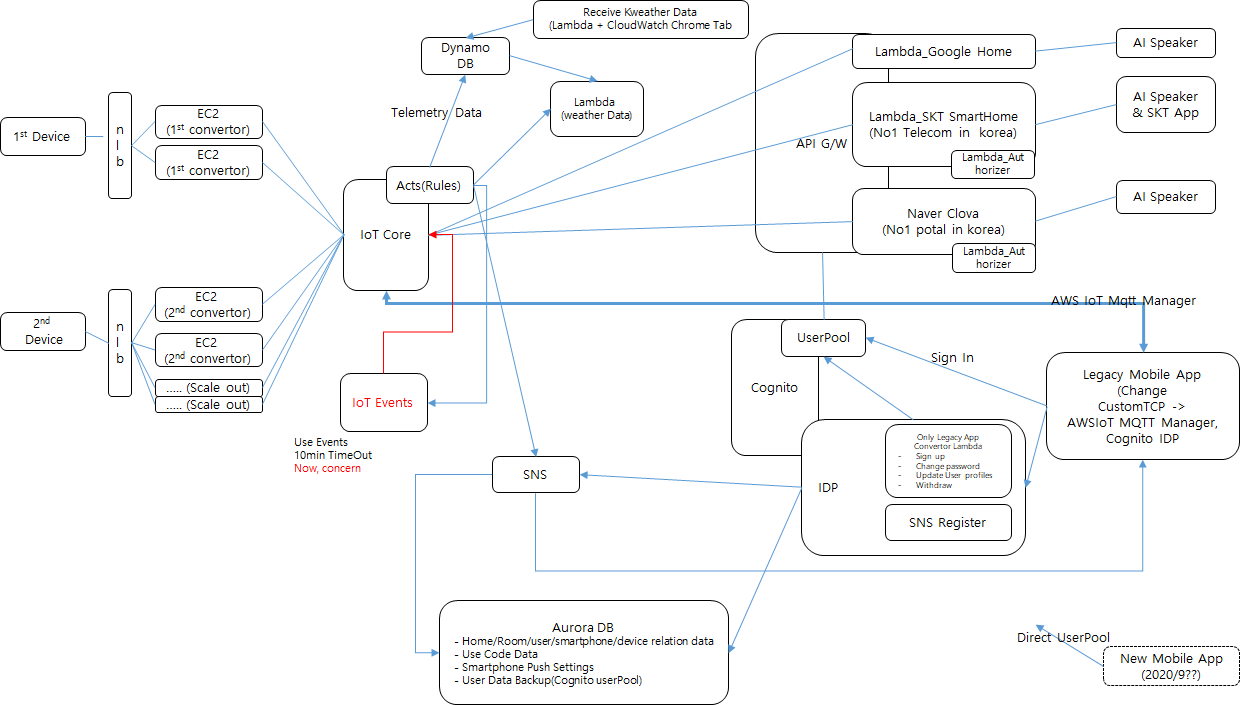 Receive Kweather Data
(Lambda + CloudWatch Chrome Tab
Dynamo
DB
Lambda
(weather Data)
Telemetry Data
Lambda_Google Home
AI Speaker
1st Device
n
l
b
EC2
(1st convertor)
EC2
(1st convertor)
Lambda_SKT SmartHome
(No1 Telecom in korea)
Lambda_Aut
horizer
AI Speaker
& SKT App
API G/W
Acts(Rules)
IoT Core
Naver Clova
(No1 potal in korea)
Lambda_Aut
horizer
AI Speaker
2nd
Device
n
l
b
EC2
(2nd convertor)
EC2
(2nd convertor)
..... (Scale out)
..... (Scale out)
AWS IoT Mqtt Manager
UserPool
Cognito
Sign In
Legacy Mobile App
(Change
CustomTCP ->
AWSIoT MQTT Manager,
Cognito IDP
IoT Events
Use Events
10min TimeOut
Now, concern
SNS
IDP
Only Legacy App
Convertor Lambda
- Sign up
- Change password
- Update User profiles
- Withdraw
SNS Register
Aurora DB
- Home/Room/user/smartphone/device relation data
- Use Code Data
- Smartphone Push Settings
- User Data Backup(Cognito userPool)
Direct UserPool
New Mobile App
(2020/9??)